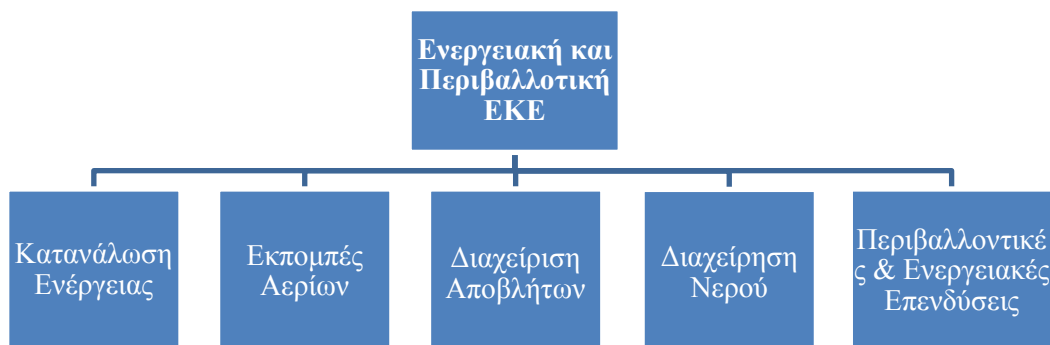 Ενεργειακή και
Περιβαλλοτική
ΕΚΕ
Κατανάλωση
Ενέργειας
Εκπομπές
Αερίων
Διαχείριση
Αποβλήτων
Διαχείρηση
Νερού
Περιβαλλοντικέ
ς & Ενεργειακές
Επενδύσεις